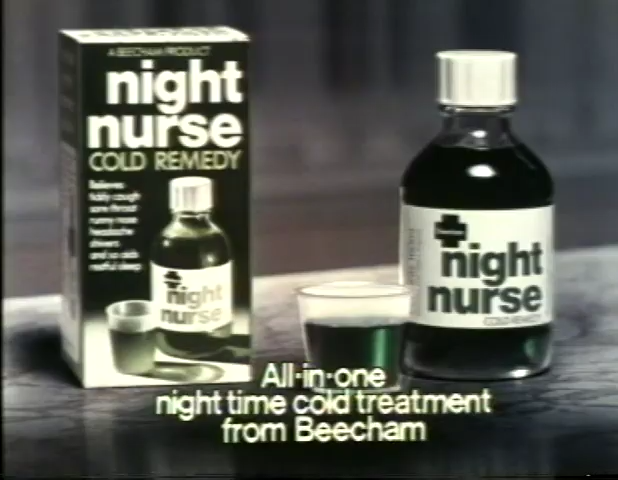 A BEECHAM PRODUCT
night
nurse
COLD REMEDY
Relieves
tickly cough
sore throat
runny nose
headache
shivers
and so aids
restful sleep
night
nurse
night
nurse
COLD REMEDY
All-in-one
night time cold treatment
from Beecham